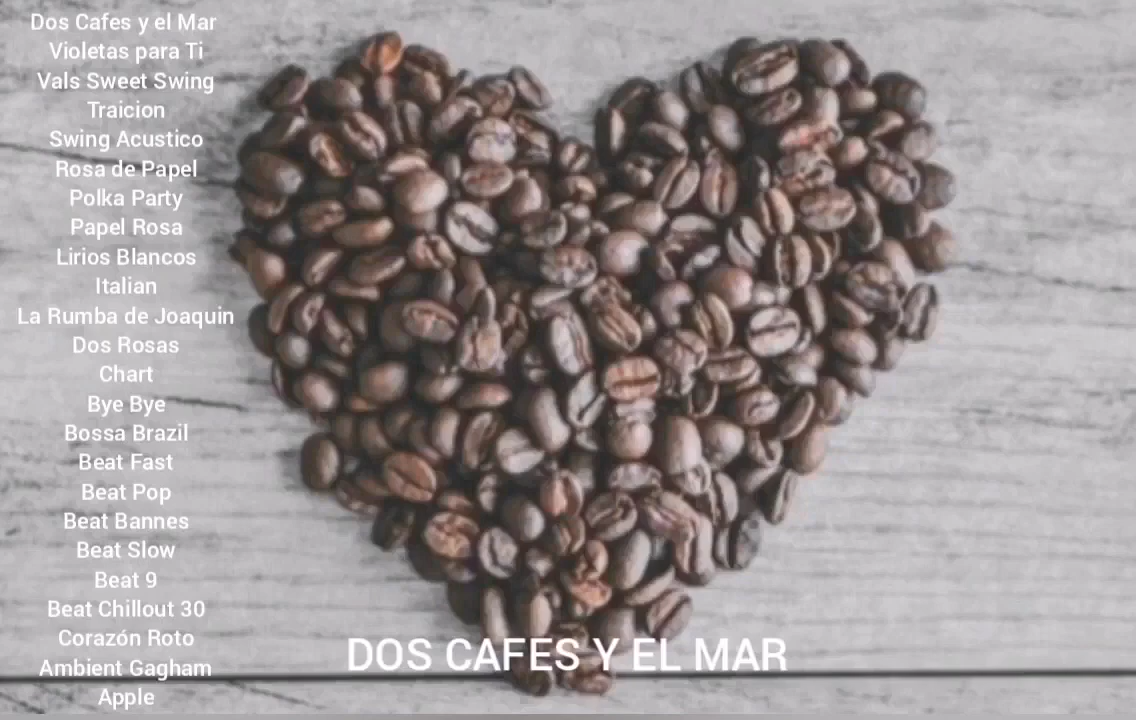 Dos Cafes y el Mar
Violetas para Ti
Vals Sweet Swing
Traicion
Swing Acustico
Rosa de Papel
Polka Party
Papel Rosa
Lirios Blancos
Italian
La Rumba de Joaquin
Dos Rosas
Chart
Bye Bye
Bossa Brazil
Beat Fast
Beat Pop
Beat Bannes
Beat Slow
Beat 9
Beat Chillout 30
Corazón Roto
Ambient Gagham
Apple
DOS CAFES Y EL MAR